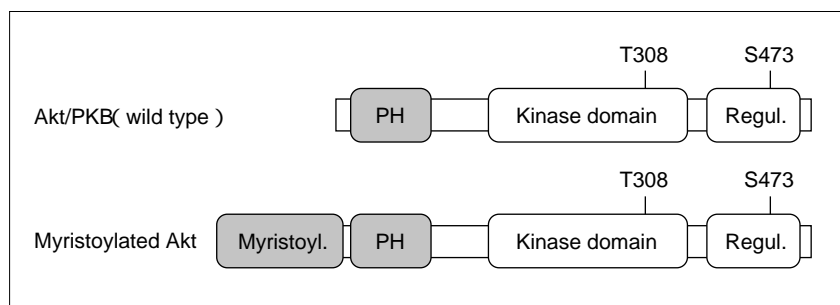 T308 S473
Akt/PKB( wild type ) PH Kinase domain Regul.
T308 S473
Myristoylated Akt Myristoyl. PH Kinase domain Regul.